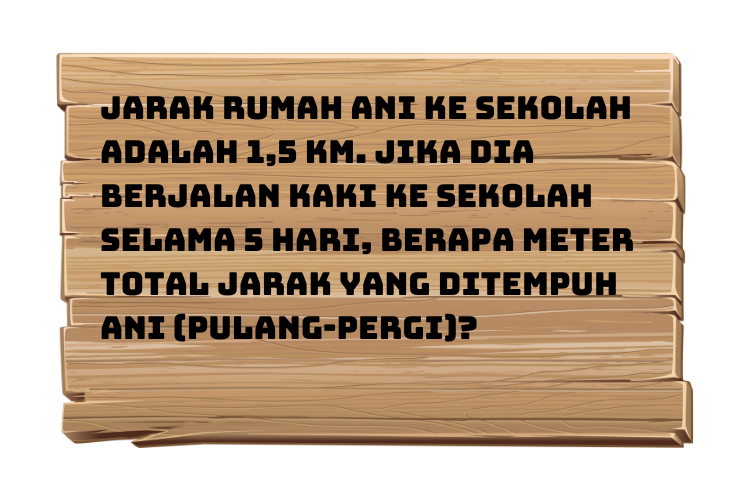 JARAK RUMAH ANI KE SEKOLAH
ADALAH 1,5 KM. JIKA DIA
BERJALAN KAKI KE SEKOLAH
SELAMA 5 HARI, BERAPA METER
TOTAL JARAK YANG DITEMPUH
ANI (PULANG-PERGI)?